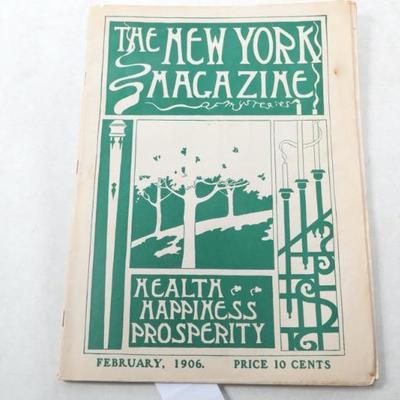 THE NEW YORK
MAGAZINE
OF MYSTERIES
HEALTH
HAPPINESS
PROSPERITY
FEBRUARY, 1906. PRICE 10 CENTS